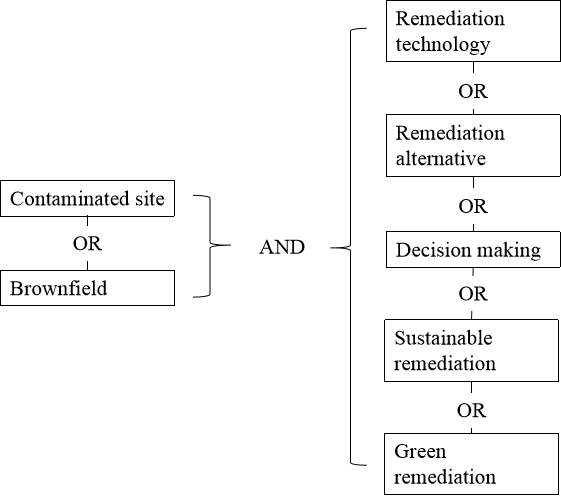 Contaminated site
OR
Brownfield
AND
Remediation
technology
OR
Remediation
alternative
OR
Decision making
OR
Sustainable
remediation
OR
Green
remediation